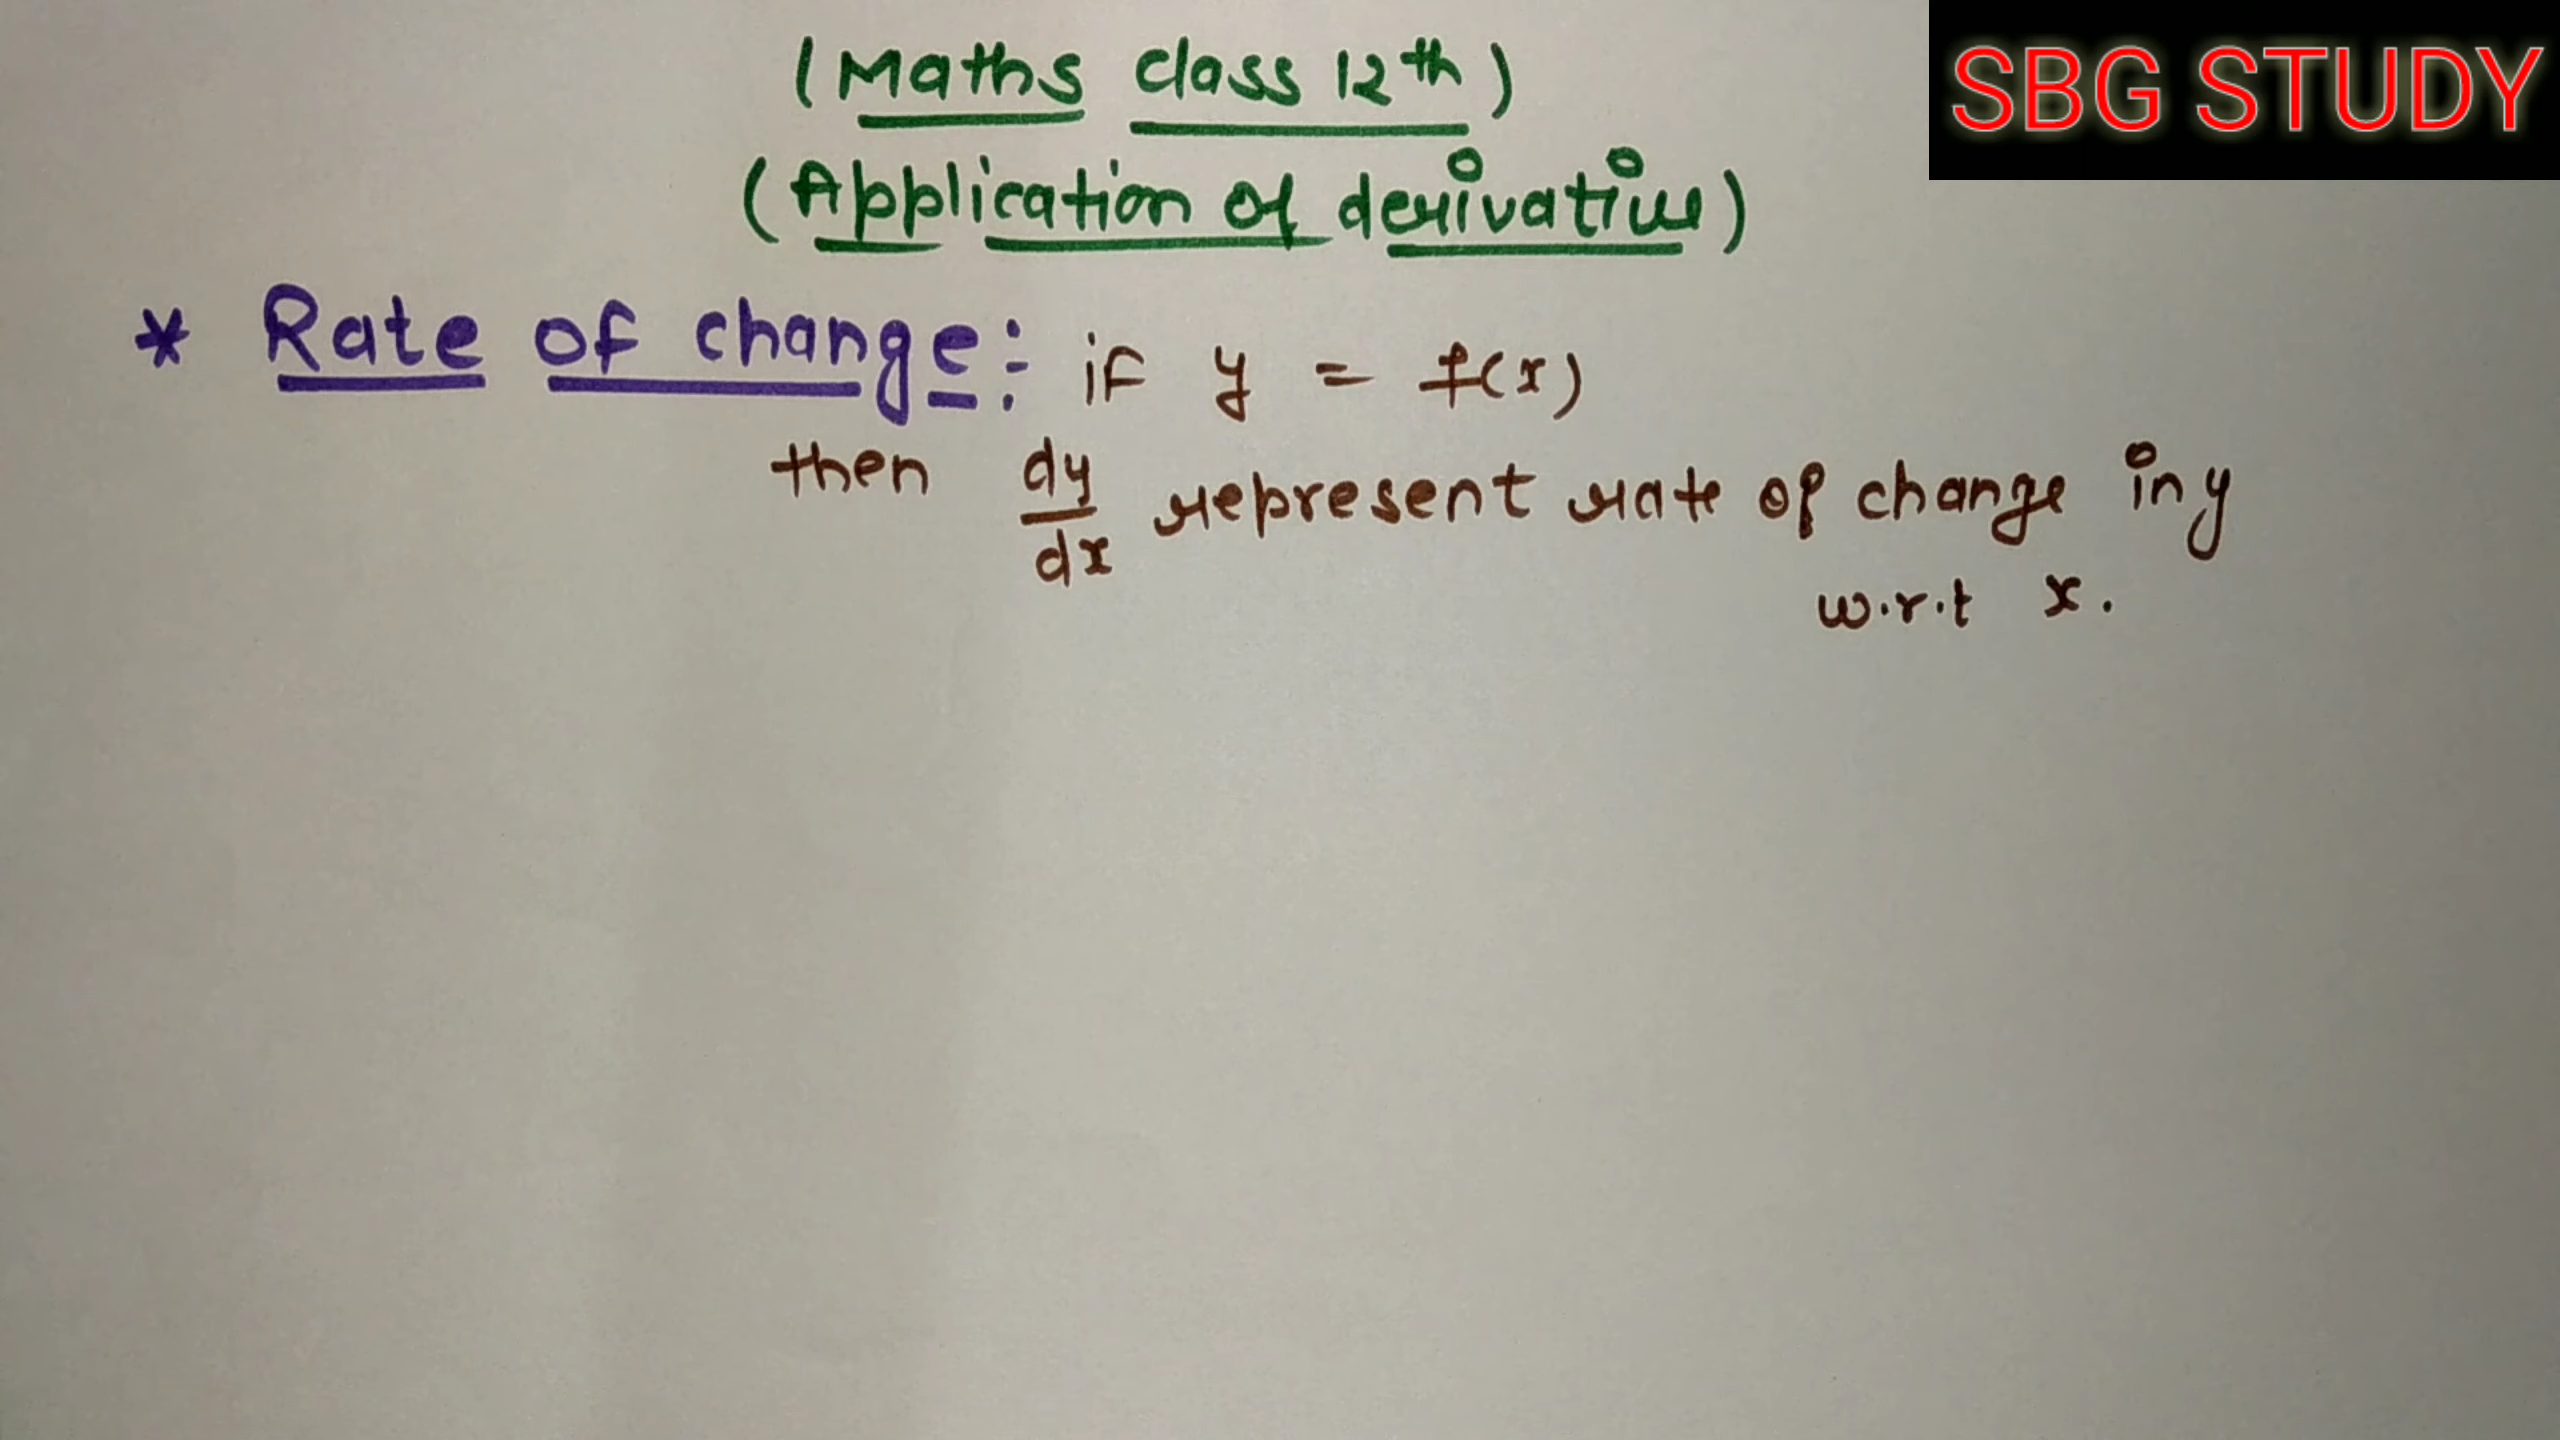 (Maths class 12th)
SBG STUDY
(Application of derivative)
* Rate of change:- if y = f(x)
then dy/dx represent rate of change in y
w.r.t x.